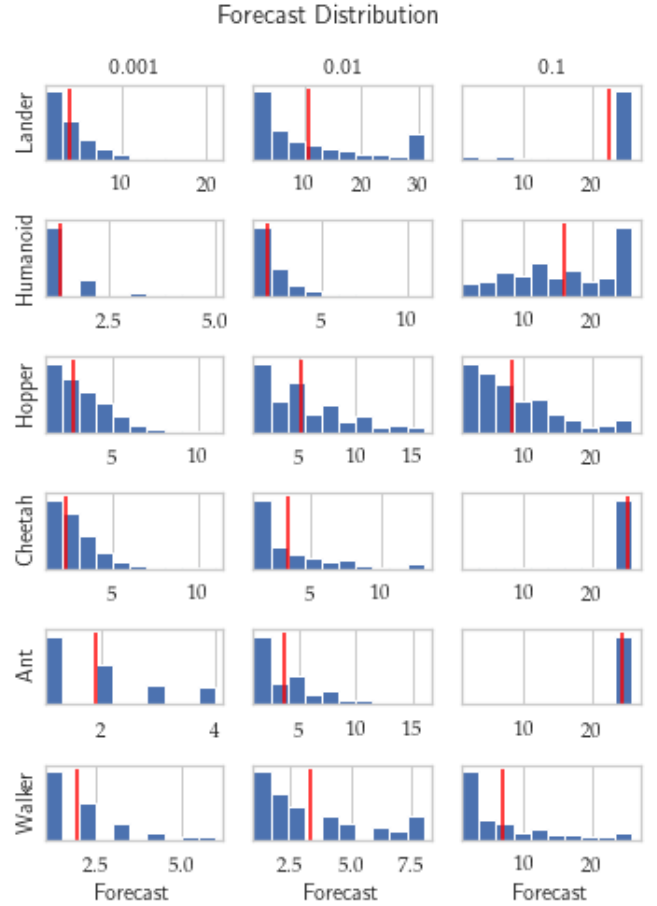 Forecast Distribution
0.001 0.01 0.1
Lander
10 20 10 20 30 10 20
Humanoid
2.5 5.0 5 10 10 20
Hopper
5 10 5 10 15 10 20
Cheetah
5 10 5 10 10 20
Ant
2 4 5 10 15 10 20
Walker
2.5 5.0 2.5 5.0 7.5 10 20
Forecast Forecast Forecast